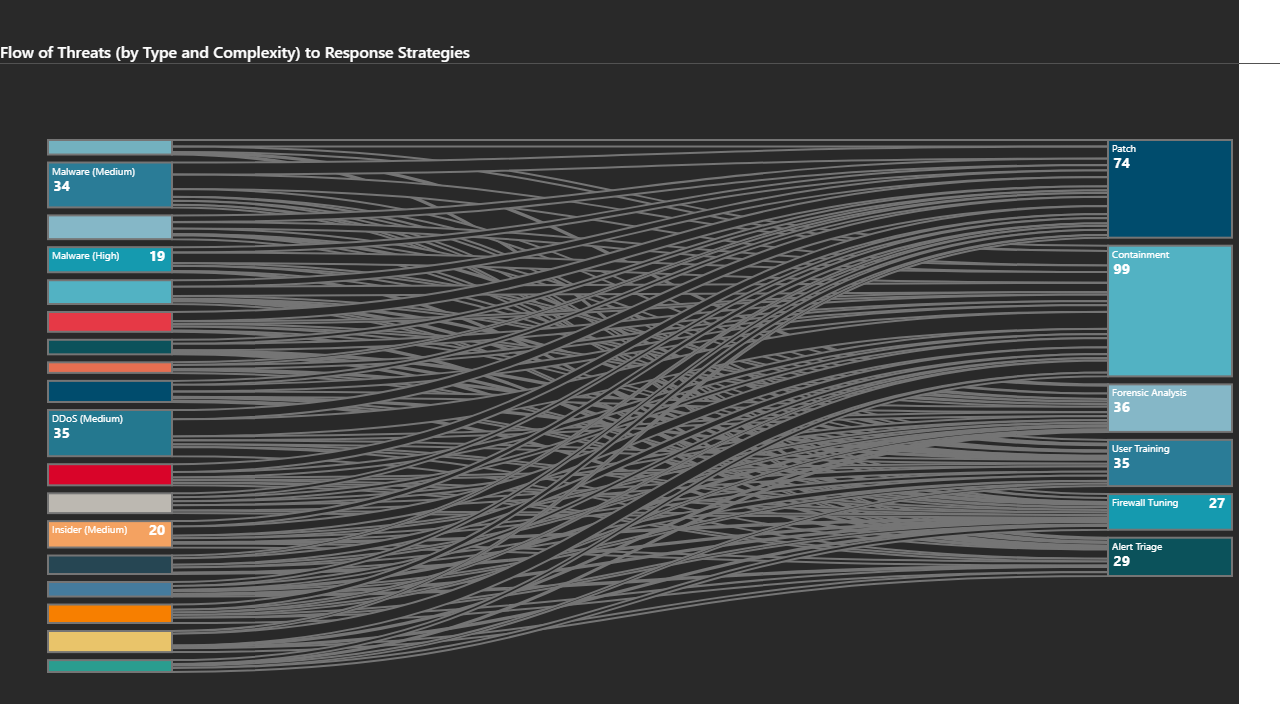 Flow of Threats (by Type and Complexity) to Response Strategies
Malware (Medium)
34
Malware (High) 19
DDoS (Medium)
35
Insider (Medium) 20
Patch
74
Containment
99
Forensic Analysis
36
User Training
35
Firewall Tuning 27
Alert Triage
29